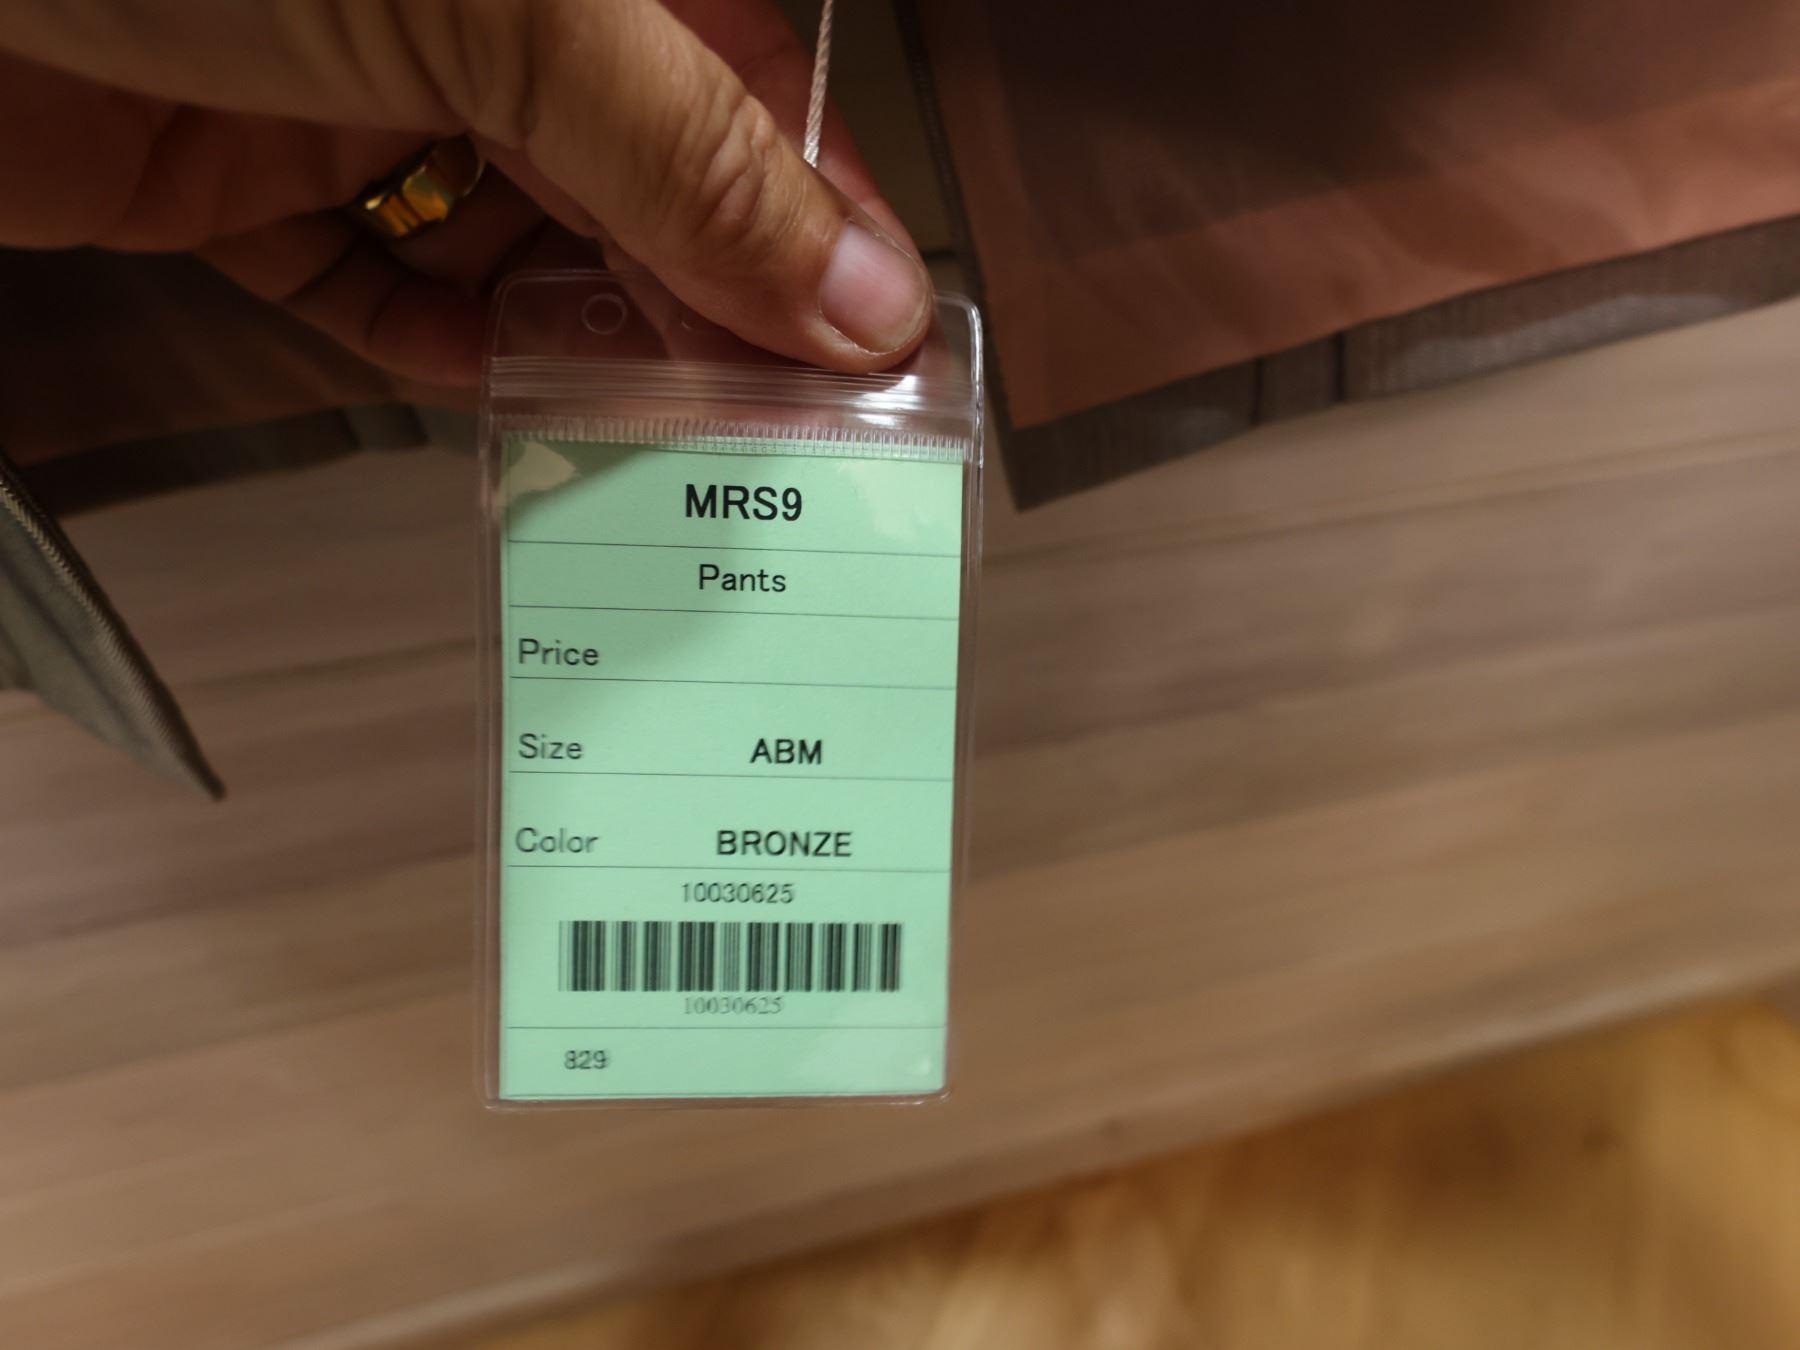 MRS9
Pants
Price
Size ABM
Color BRONZE
10030625
10030625
829